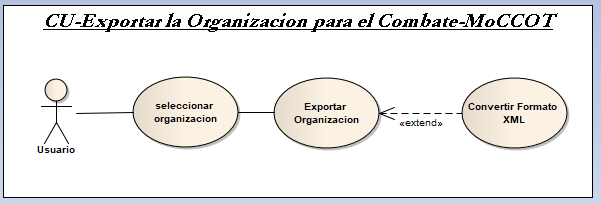 CU-Exportar la Organizacion para el Combate-MoCCOT
seleccionar
organizacion
Exportar
Organizacion
Convertir Formato
XML
«extend»
Usuario